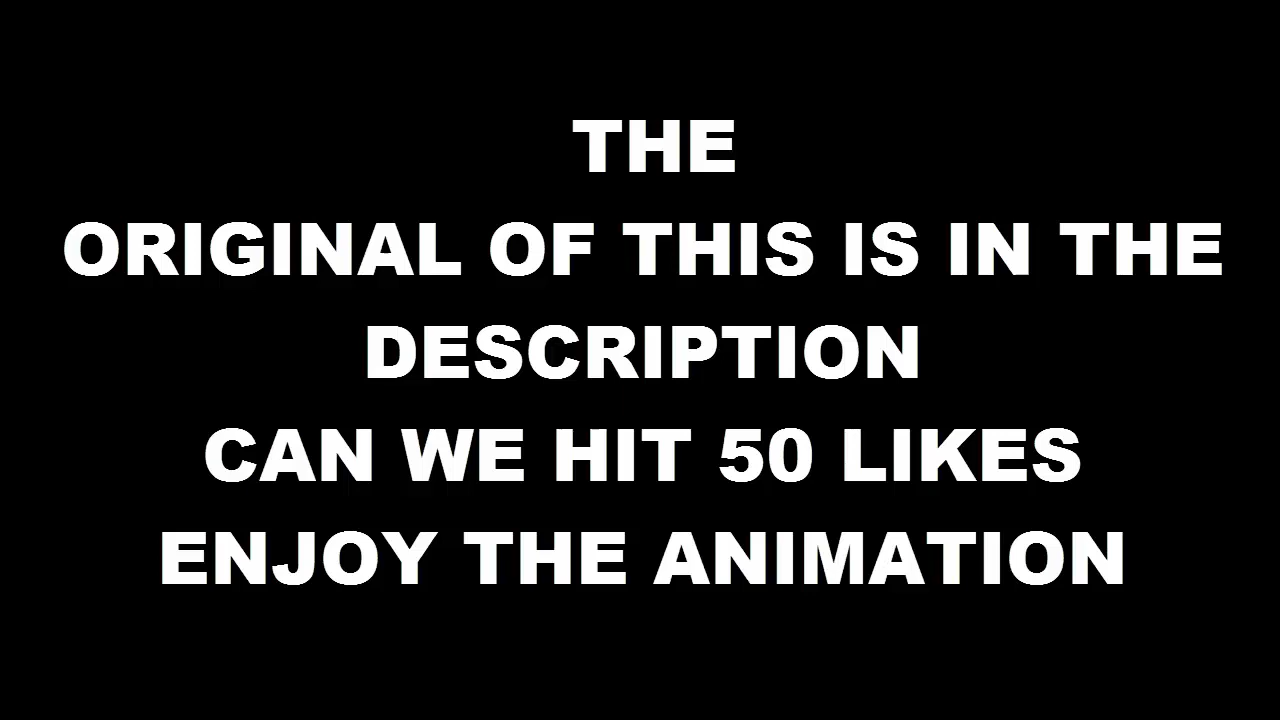 THE
ORIGINAL OF THIS IS IN THE
DESCRIPTION
CAN WE HIT 50 LIKES
ENJOY THE ANIMATION